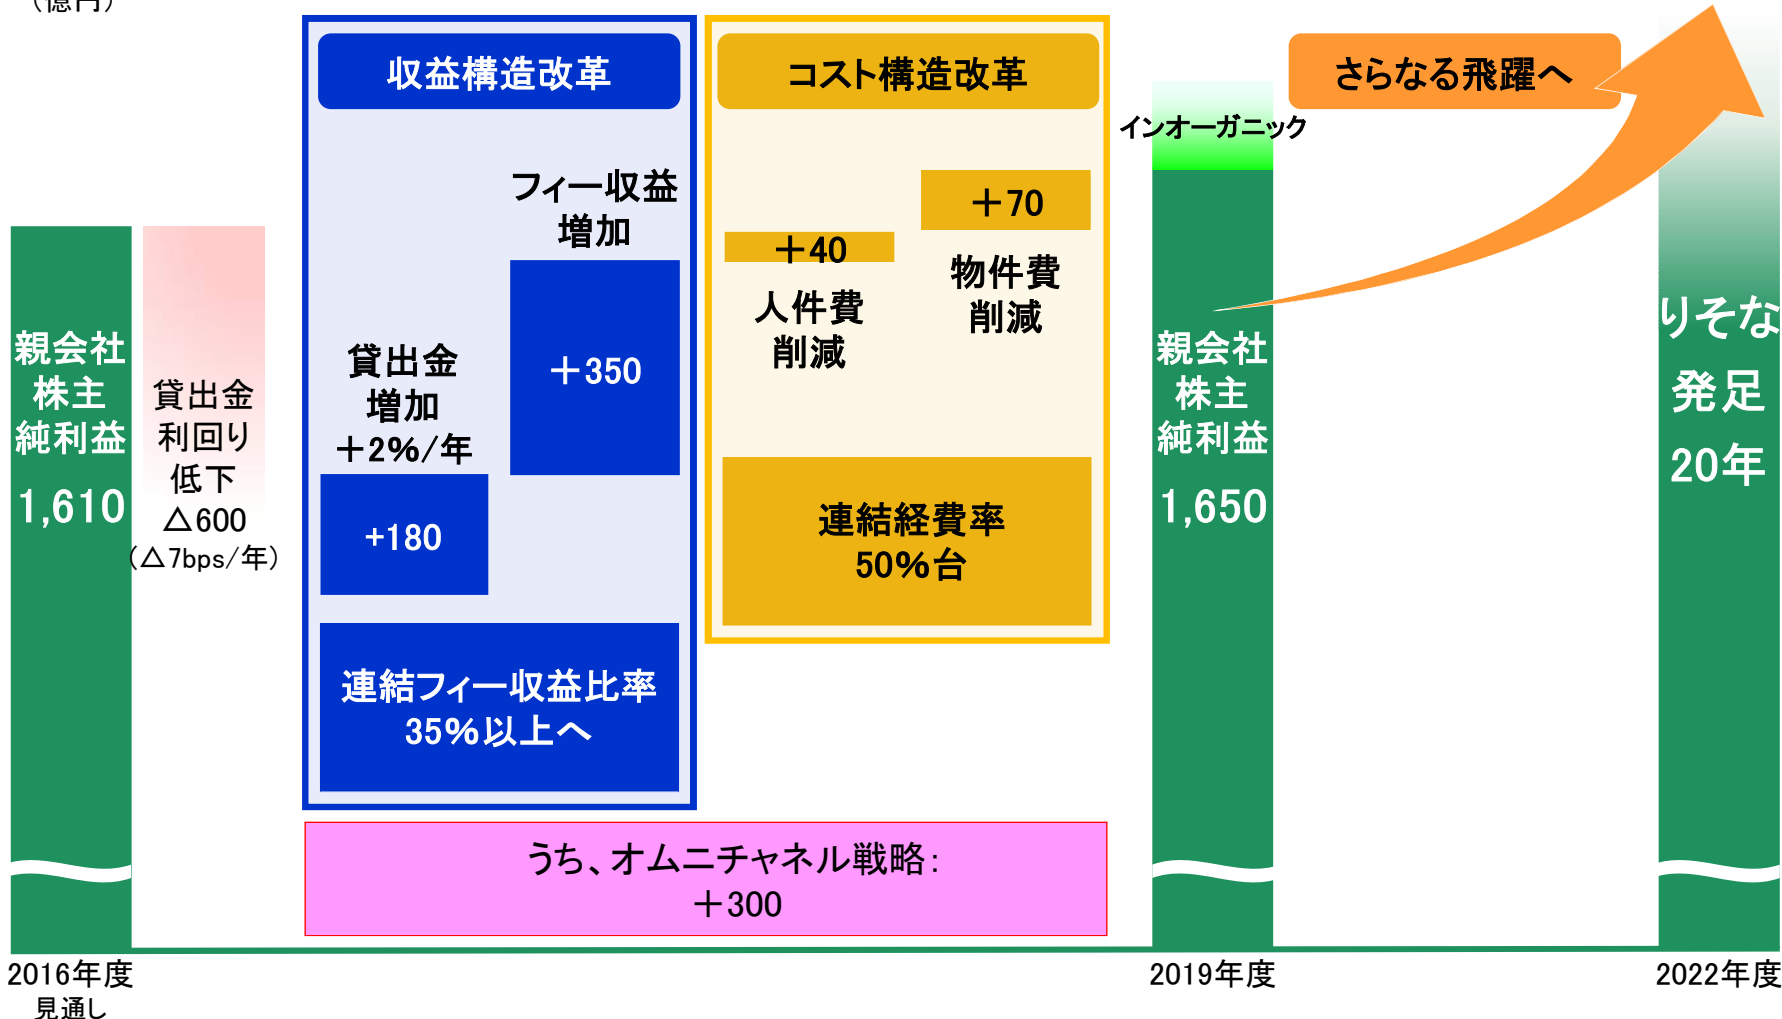 （億円）
収益構造改革
コスト構造改革
さらなる飛躍へ
インオーガニック
フィー収益
増加
＋350
貸出金
増加
＋2%/年
+180
連結フィー収益比率
35%以上へ
＋40
人件費
削減
＋70
物件費
削減
連結経費率
50%台
親会社
株主
純利益
1,610
貸出金
利回り
低下
△600
（△7bps/年）
親会社
株主
純利益
1,650
りそな
発足
20年
うち、オムニチャネル戦略：
＋300
2016年度
見通し
2019年度
2022年度